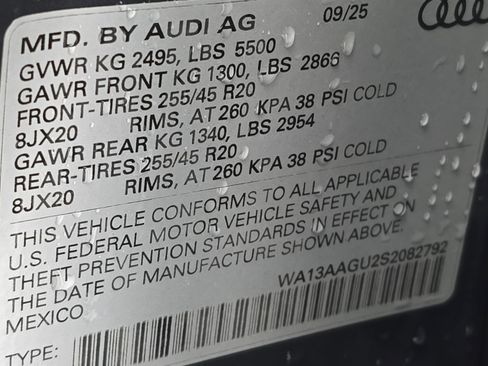 MFD. BY AUDI AG 09/25
GVWR KG 2495, LBS 5500
GAWR FRONT KG 1300, LBS 2866
FRONT-TIRES 255/45 R20
8JX20 RIMS, AT 260 KPA 38 PSI COLD
GAWR REAR KG 1340, LBS 2954
REAR-TIRES 255/45 R20
8JX20 RIMS, AT 260 KPA 38 PSI COLD
THIS VEHICLE CONFORMS TO ALL APPLICABLE
U.S. FEDERAL MOTOR VEHICLE SAFETY AND
THEFT PREVENTION STANDARDS IN EFFECT ON
THE DATE OF MANUFACTURE SHOWN ABOVE.
MEXICO WA13AAGU2S2082792
TYPE: